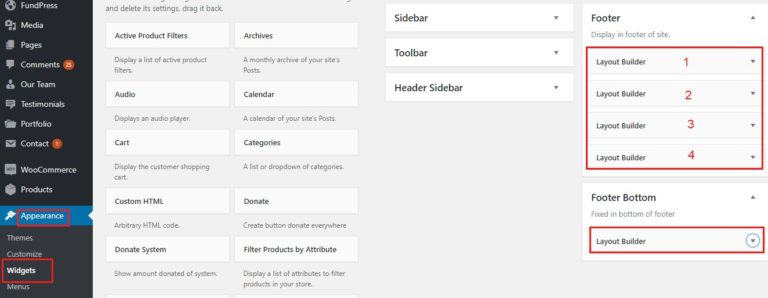 FundPress
Media
Pages
Comments 25
Our Team
Testimonials
Portfolio
Contact 1
WooCommerce
Products
Appearance
Themes
Customize
Widgets
Menus
and delete its settings, drag it back.
Active Product Filters
Display a list of active product
filters.
Archives
A monthly archive of your site's
Posts.
Audio
Displays an audio player.
Calendar
A calendar of your site's Posts.
Cart
Display the customer shopping
cart.
Categories
A list or dropdown of categories.
Custom HTML
Arbitrary HTML code.
Donate
Create button donate everywhere
Donate System
Show amount donated of system.
Filter Products by Attribute
Display a list of attributes to filter
products in your store.
Sidebar
Toolbar
Header Sidebar
Footer
Display in footer of site.
Layout Builder 1
Layout Builder 2
Layout Builder 3
Layout Builder 4
Footer Bottom
Fixed in bottom of footer
Layout Builder